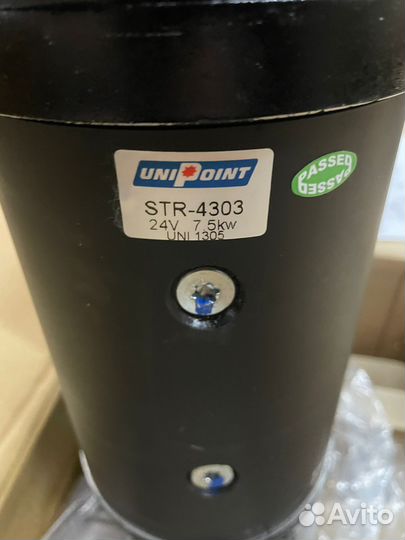 UNIPOINT
STR-4303
24V 7.5kw
UNI 1305
PASSED
PASSED
Avito